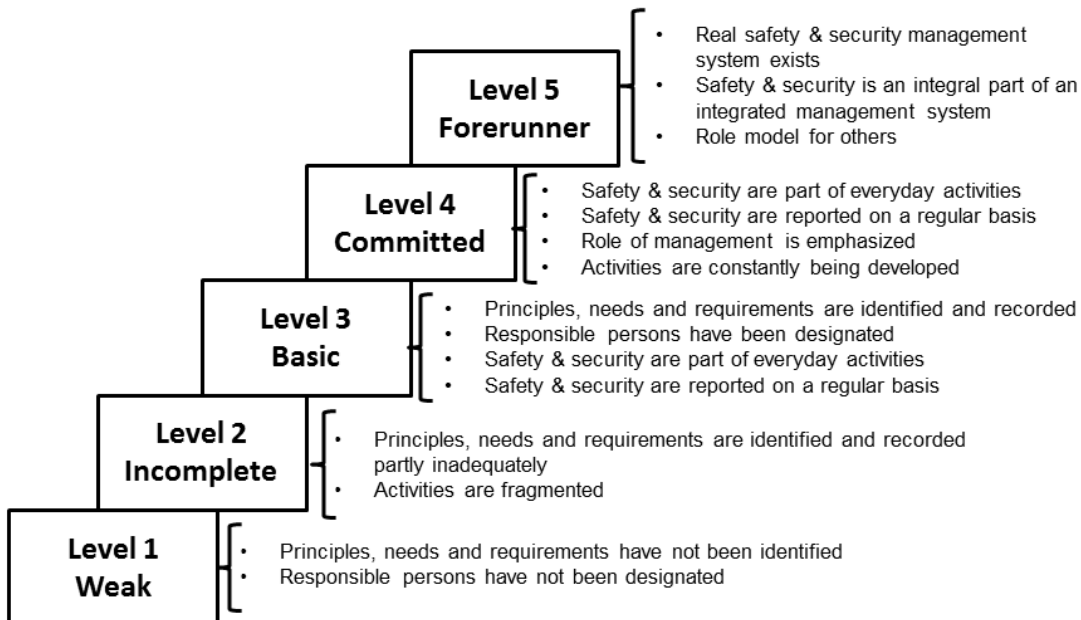 Level 5
Forerunner
• Real safety & security management
system exists
• Safety & security is an integral part of an
integrated management system
• Role model for others
Level 4
Committed
• Safety & security are part of everyday activities
• Safety & security are reported on a regular basis
• Role of management is emphasized
• Activities are constantly being developed
Level 3
Basic
• Principles, needs and requirements are identified and recorded
• Responsible persons have been designated
• Safety & security are part of everyday activities
• Safety & security are reported on a regular basis
Level 2
Incomplete
• Principles, needs and requirements are identified and recorded
partly inadequately
• Activities are fragmented
Level 1
Weak
• Principles, needs and requirements have not been identified
• Responsible persons have not been designated